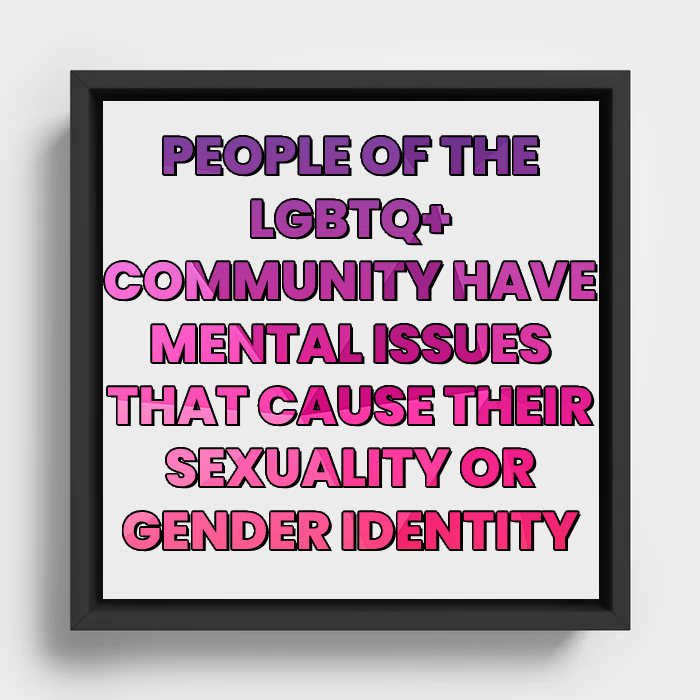 PEOPLE OF THE
LGBTQ+
COMMUNITY HAVE
MENTAL ISSUES
THAT CAUSE THEIR
SEXUALITY OR
GENDER IDENTITY